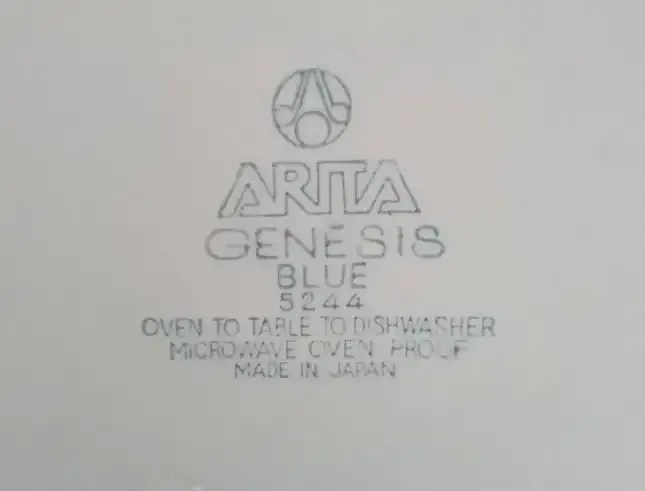 ARITA
GENESIS
BLUE
5244
OVEN TO TABLE TO DISHWASHER
MICROWAVE OVEN PROOF
MADE IN JAPAN